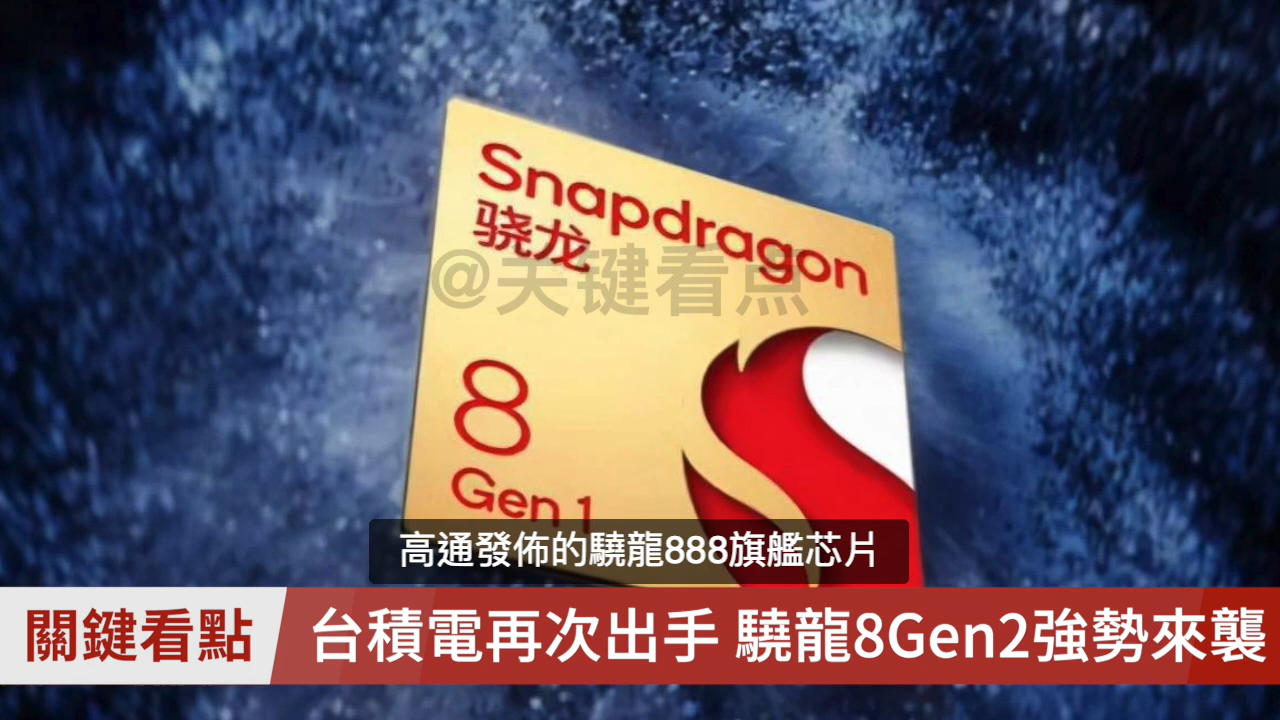 Snapdragon
骁龙
@关键看点
8
Gen 1
高通發佈的驍龍888旗艦芯片
關鍵看點
台積電再次出手 驍龍8Gen2強勢來襲